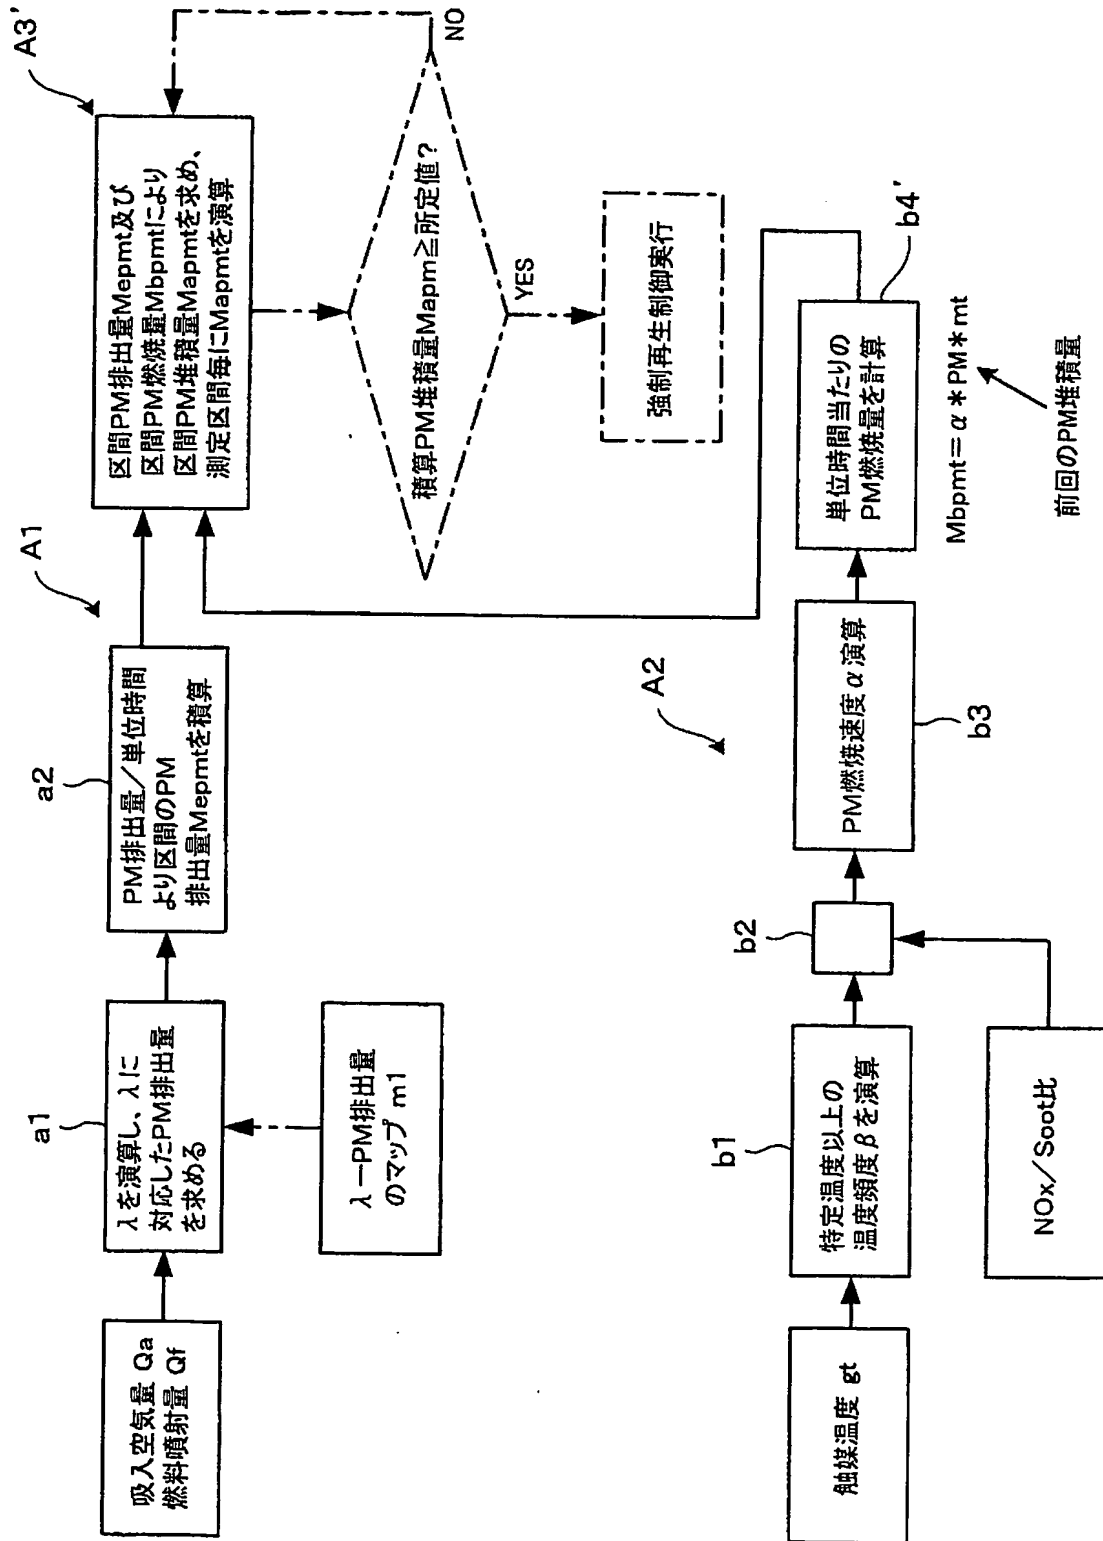 吸入空気量 Qa
燃料噴射量 Qf
a1
λを演算し、λに
対応したPM排出量
を求める
λ－PM排出量
のマップ m1
a2
PM排出量／単位時間
より区間のPM
排出量Mepmtを積算
A1
A3'
区間PM排出量Mepmt及び
区間PM燃焼量Mbpmtにより
区間PM堆積量Mapmtを求め、
測定区間毎にMapmtを演算
積算PM堆積量Mapm≧所定値？
NO
YES
強制再生制御実行
触媒温度 gt
b1
特定温度以上の
温度頻度βを演算
NOx／Soot比
b2
PM燃焼速度α演算
b3
A2
単位時間当たりの
PM燃焼量を計算
b4'
Mbpmt＝α＊PM＊mt
前回のPM堆積量